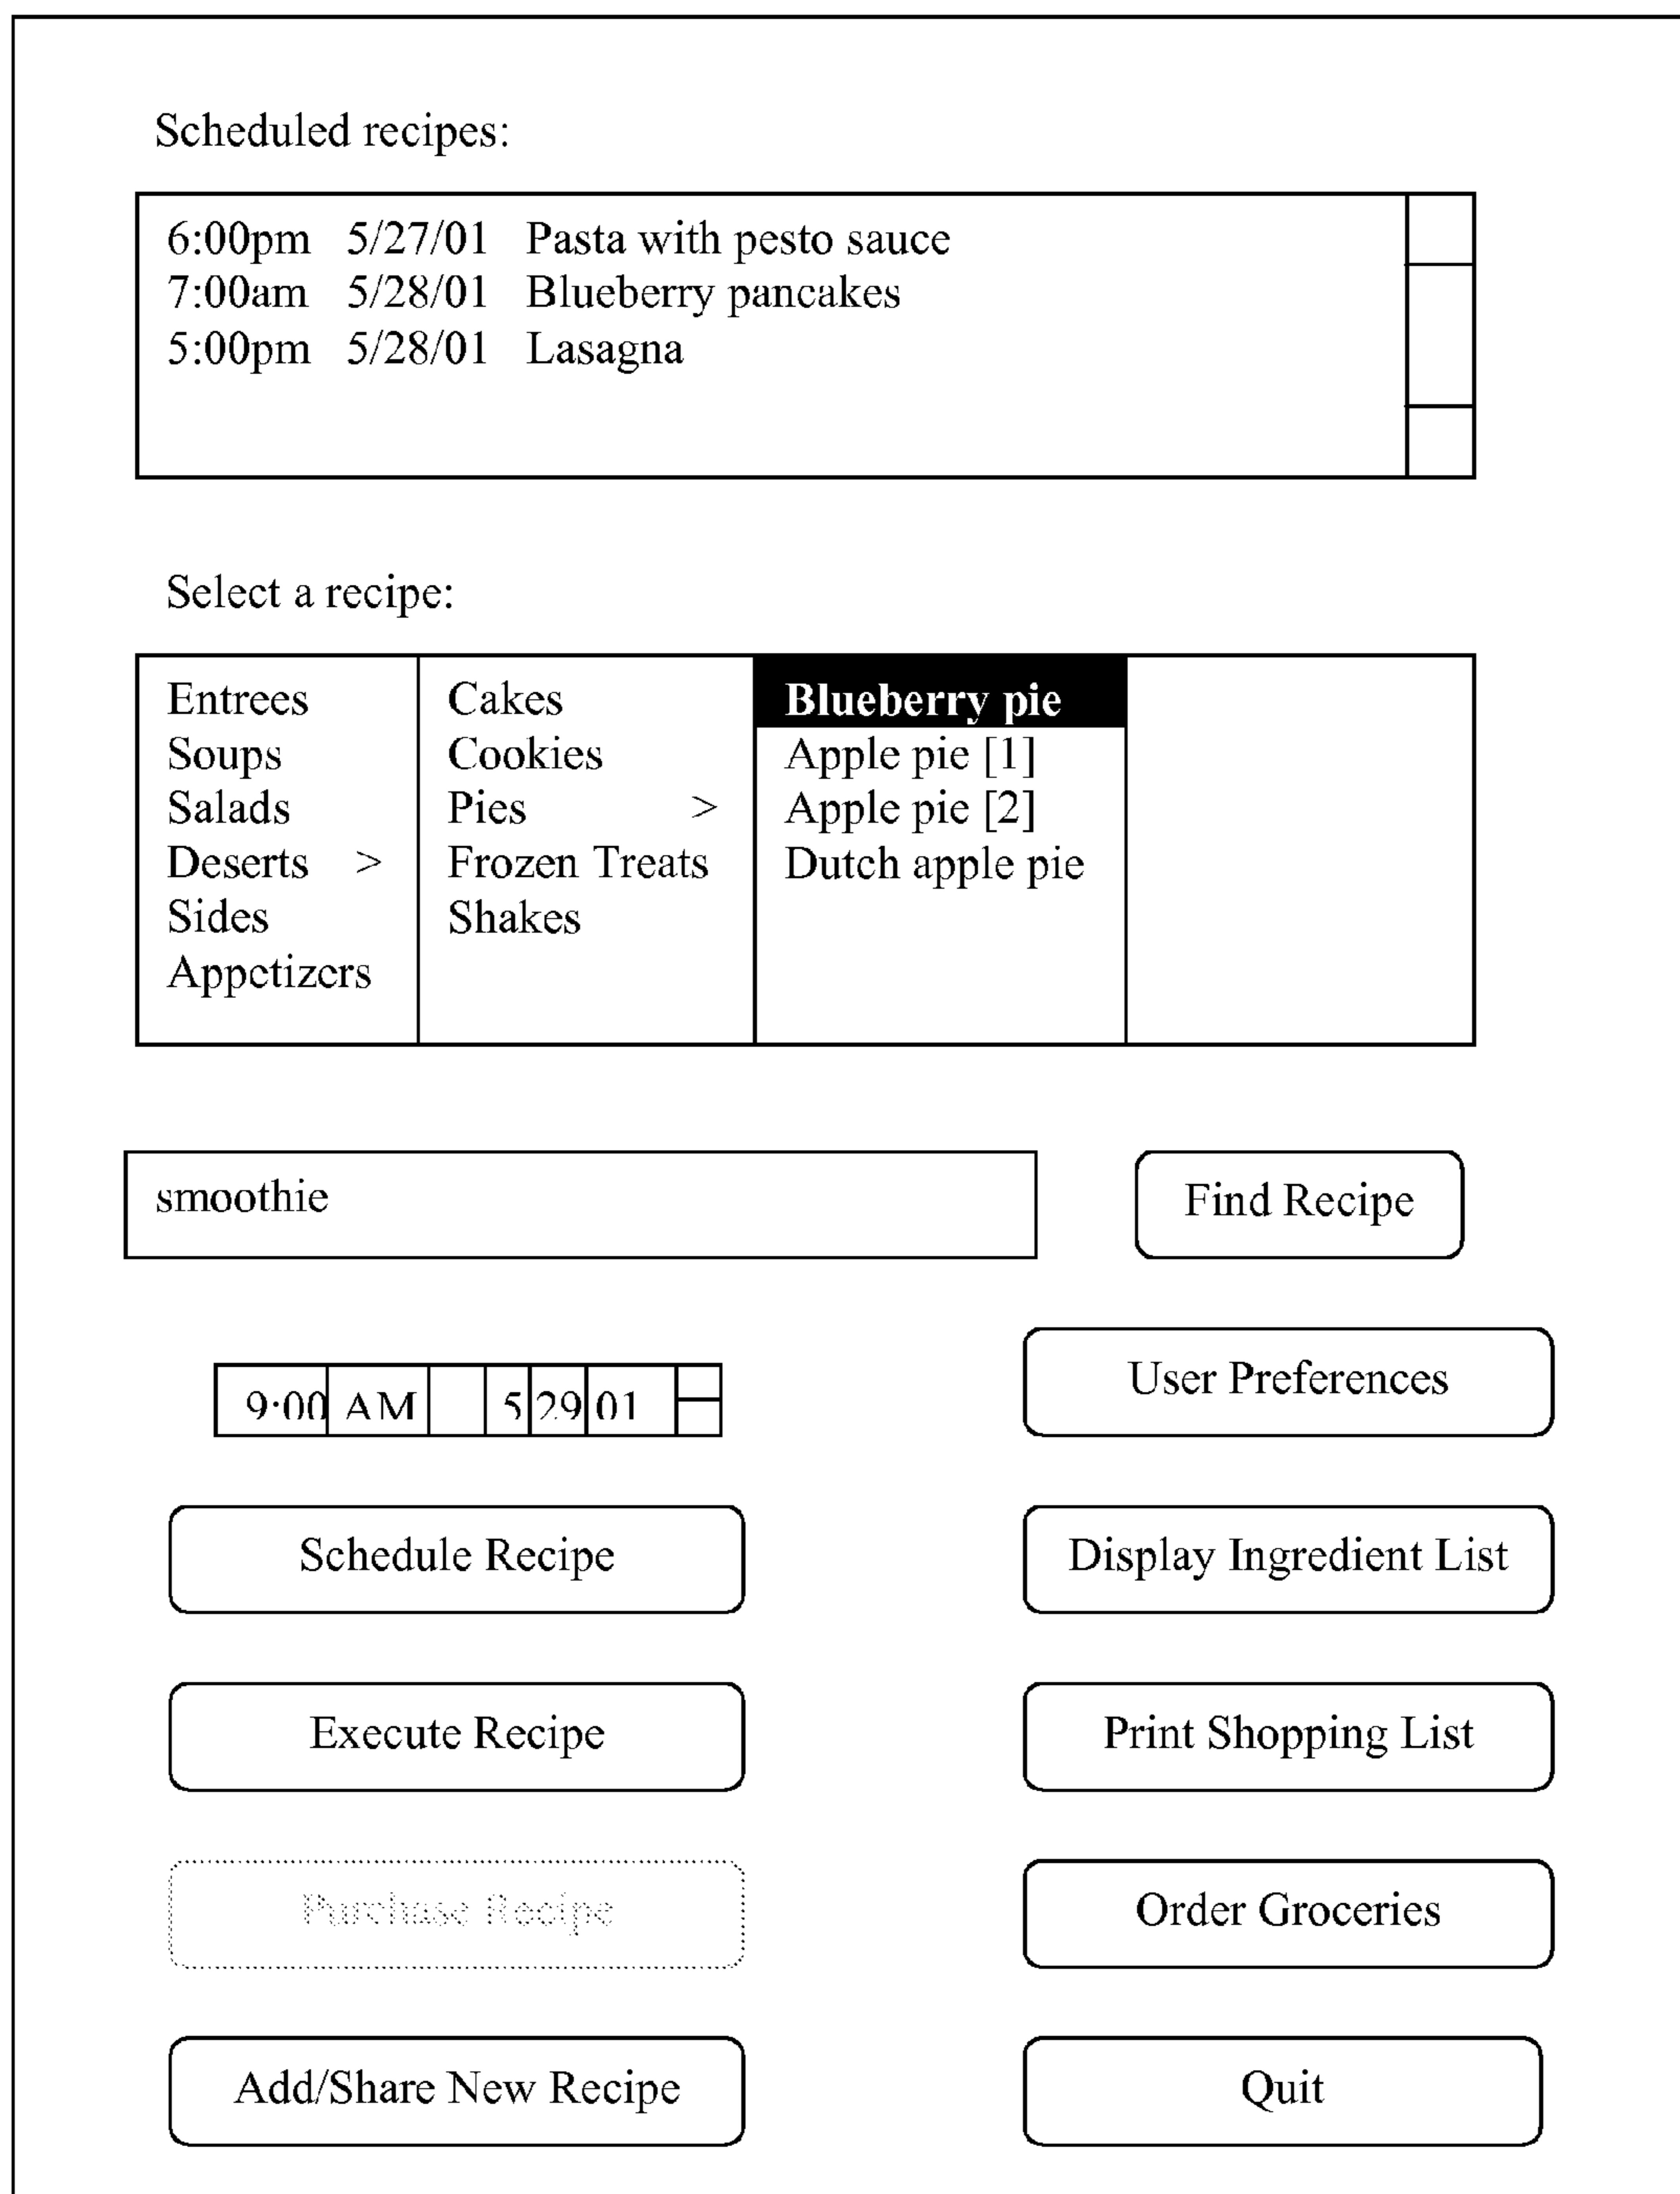 Scheduled recipes:
6:00pm 5/27/01 Pasta with pesto sauce
7:00am 5/28/01 Blueberry pancakes
5:00pm 5/28/01 Lasagna
Select a recipe:
Entrees
Soups
Salads
Deserts >
Sides
Appetizers
Cakes
Cookies
Pies >
Frozen Treats
Shakes
Blueberry pie
Apple pie [1]
Apple pie [2]
Dutch apple pie
smoothie
Find Recipe
9:00 AM 5 29 01
User Preferences
Schedule Recipe
Display Ingredient List
Execute Recipe
Print Shopping List
Purchase Recipe
Order Groceries
Add/Share New Recipe
Quit